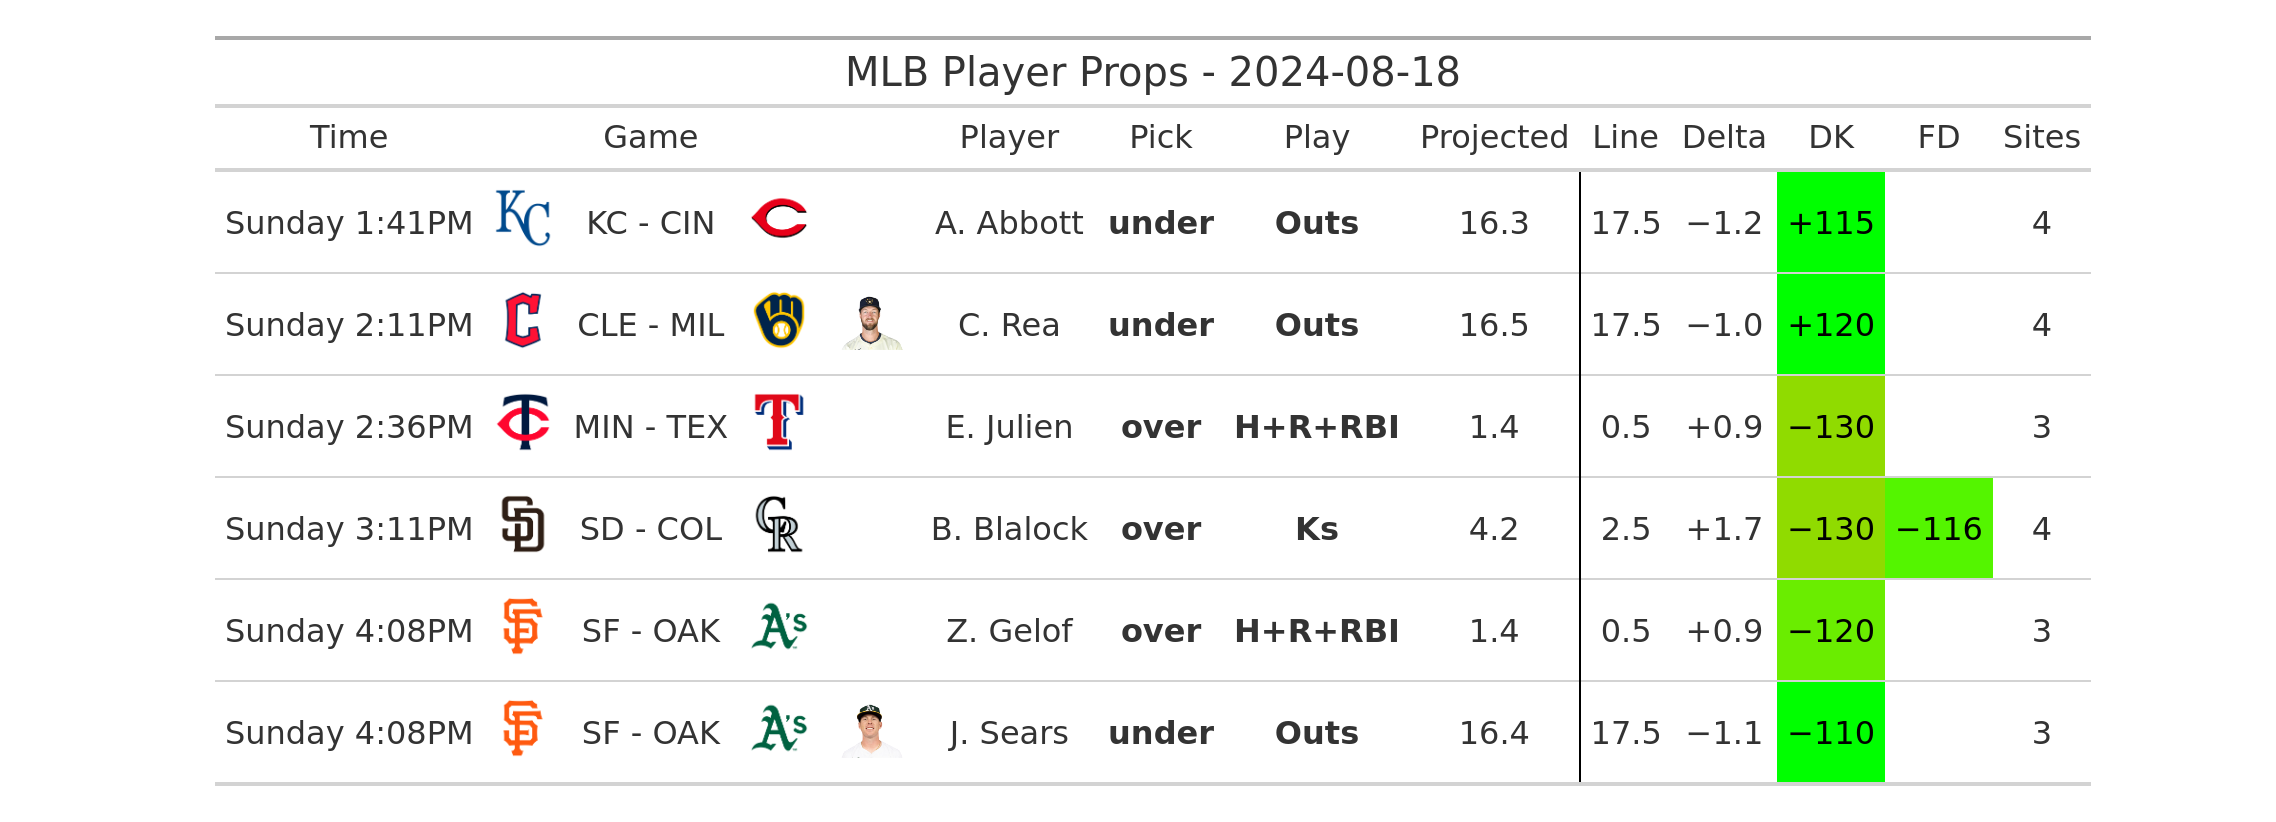 MLB Player Props - 2024-08-18
Time Game Player Pick Play Projected Line Delta DK FD Sites
Sunday 1:41PM KC KC - CIN C A. Abbott under Outs 16.3 17.5 −1.2 +115 4
Sunday 2:11PM C CLE - MIL C. Rea under Outs 16.5 17.5 −1.0 +120 4
Sunday 2:36PM TC MIN - TEX T E. Julien over H+R+RBI 1.4 0.5 +0.9 −130 3
Sunday 3:11PM SD SD - COL CR B. Blalock over Ks 4.2 2.5 +1.7 −130 −116 4
Sunday 4:08PM SF SF - OAK A's Z. Gelof over H+R+RBI 1.4 0.5 +0.9 −120 3
Sunday 4:08PM SF SF - OAK A's J. Sears under Outs 16.4 17.5 −1.1 −110 3